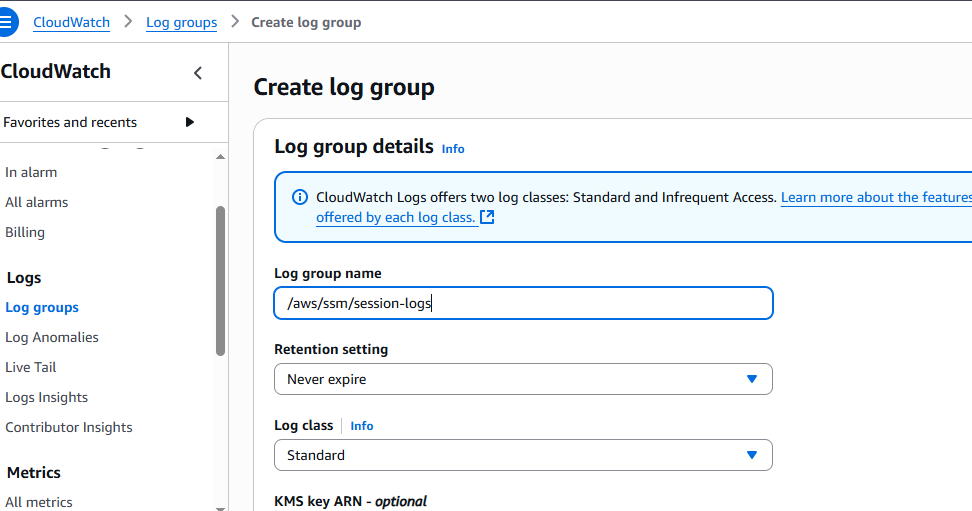 CloudWatch > Log groups > Create log group
CloudWatch
Favorites and recents
In alarm
All alarms
Billing
Logs
Log groups
Log Anomalies
Live Tail
Logs Insights
Contributor Insights
Metrics
All metrics
Create log group
Log group details Info
CloudWatch Logs offers two log classes: Standard and Infrequent Access. Learn more about the features
offered by each log class.
Log group name
/aws/ssm/session-logs
Retention setting
Never expire
Log class Info
Standard
KMS key ARN - optional